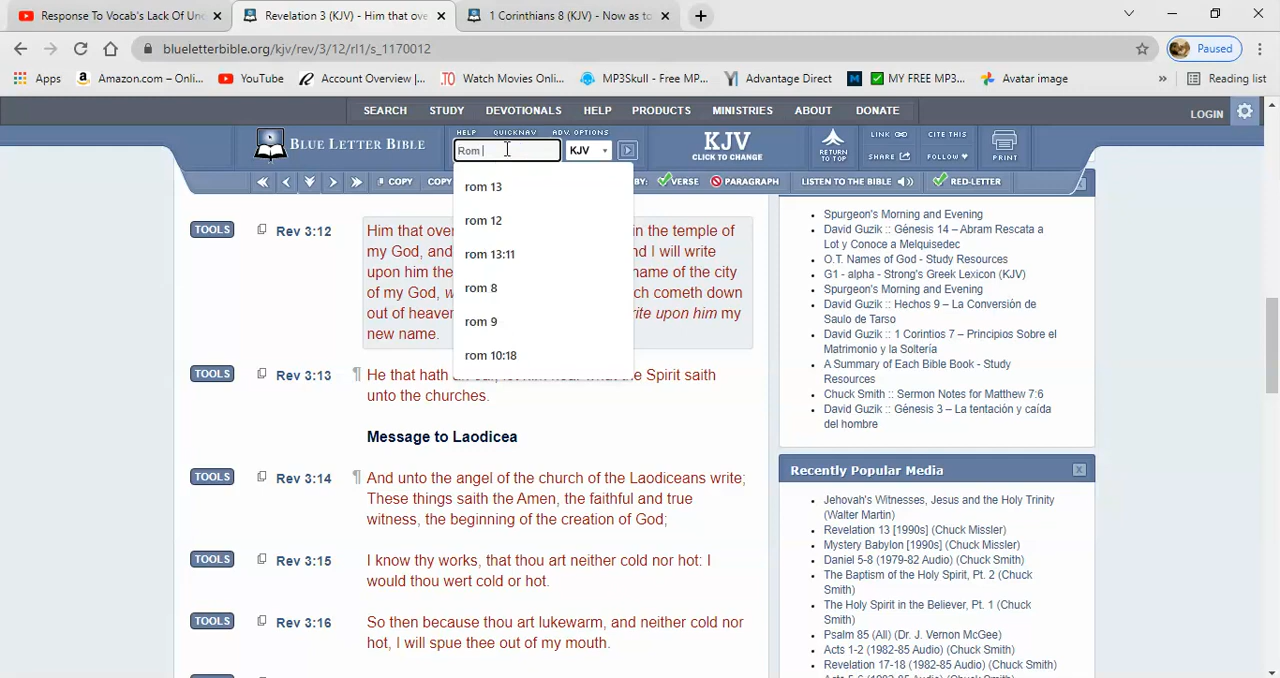 Response To Vocab's Lack Of Und
Revelation 3 (KJV) - Him that ove
1 Corinthians 8 (KJV) - Now as to
blueletterbible.org/kjv/rev/3/12/rl1/s_1170012
Paused
Apps
Amazon.com – Onli...
YouTube
Account Overview |...
Watch Movies Onl...
MP3Skull - Free MP...
Advantage Direct
MY FREE MP3...
Avatar image
»
Reading list
SEARCH
STUDY
DEVOTIONALS
HELP
PRODUCTS
MINISTRIES
ABOUT
DONATE
LOGIN
BLUE LETTER BIBLE
HELP
QUICKNAV
ADV. OPTIONS
Rom
KJV
KJV
CLICK TO CHANGE
RETURN
TO TOP
LINK
CITE THIS
SHARE
FOLLOW
PRINT
COPY
COPY
BY:
VERSE
PARAGRAPH
LISTEN TO THE BIBLE
RED-LETTER
rom 13
rom 12
rom 13:11
rom 8
rom 9
rom 10:18
TOOLS
Rev 3:12
Him that over in the temple of
my God, and nd I will write
upon him the name of the city
of my God, w ch cometh down
out of heave rite upon him my
new name.
TOOLS
Rev 3:13
¶ He that hath an ear, let him hear what the Spirit saith
unto the churches.
Message to Laodicea
TOOLS
Rev 3:14
¶ And unto the angel of the church of the Laodiceans write;
These things saith the Amen, the faithful and true
witness, the beginning of the creation of God;
TOOLS
Rev 3:15
I know thy works, that thou art neither cold nor hot: I
would thou wert cold or hot.
TOOLS
Rev 3:16
So then because thou art lukewarm, and neither cold nor
hot, I will spue thee out of my mouth.
Spurgeon's Morning and Evening
David Guzik :: Génesis 14 – Abram Rescata a
Lot y Conoce a Melquisedec
O.T. Names of God - Study Resources
G1 - alpha - Strong's Greek Lexicon (KJV)
Spurgeon's Morning and Evening
David Guzik :: Hechos 9 – La Conversión de
Saulo de Tarso
David Guzik :: 1 Corintios 7 – Principios Sobre el
Matrimonio y la Soltería
A Summary of Each Bible Book - Study
Resources
Chuck Smith :: Sermon Notes for Matthew 7:6
David Guzik :: Génesis 3 – La tentación y caída
del hombre
Recently Popular Media
Jehovah's Witnesses, Jesus and the Holy Trinity
(Walter Martin)
Revelation 13 [1990s] (Chuck Missler)
Mystery Babylon [1990s] (Chuck Missler)
Daniel 5-8 (1979-82 Audio) (Chuck Smith)
The Baptism of the Holy Spirit, Pt. 2 (Chuck
Smith)
The Holy Spirit in the Believer, Pt. 1 (Chuck
Smith)
Psalm 85 (All) (Dr. J. Vernon McGee)
Acts 1-2 (1982-85 Audio) (Chuck Smith)
Revelation 17-18 (1982-85 Audio) (Chuck Smith)